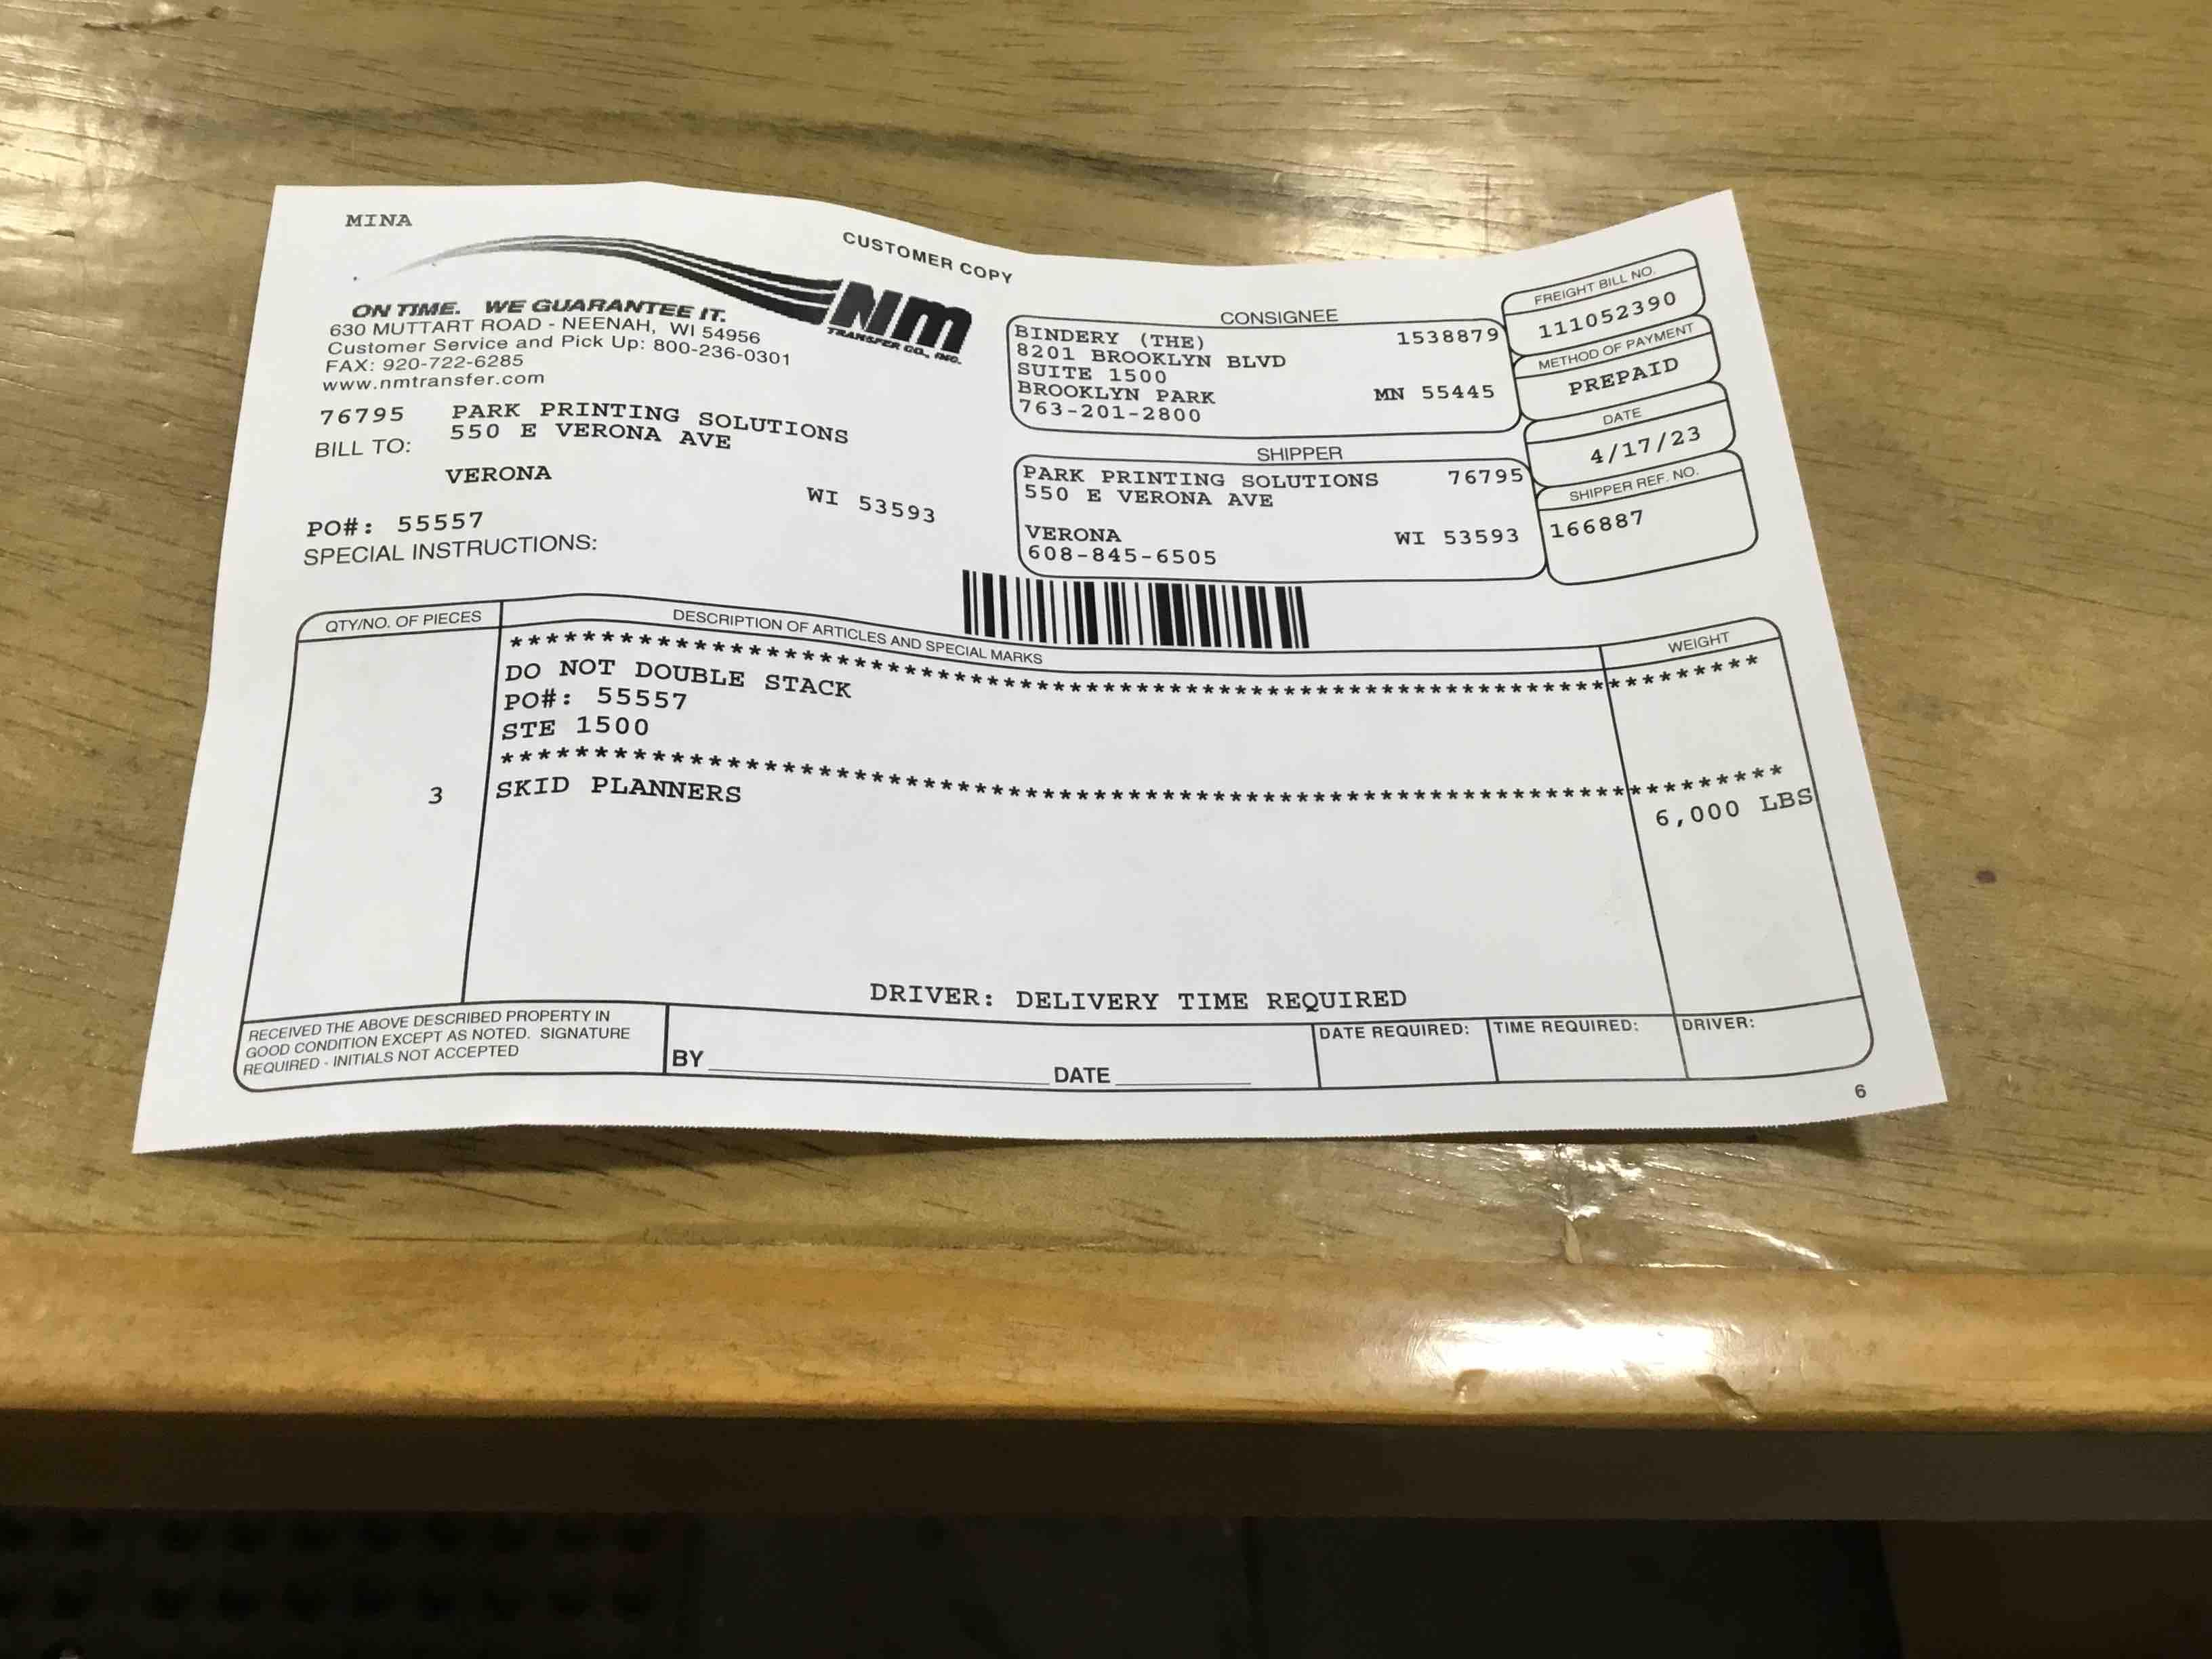 MINA
CUSTOMER COPY
Nm
TRANSFER CO., INC.
ON TIME. WE GUARANTEE IT.
630 MUTTART ROAD - NEENAH, WI 54956
Customer Service and Pick Up: 800-236-0301
FAX: 920-722-6285
www.nmtransfer.com
76795 PARK PRINTING SOLUTIONS
BILL TO: 550 E VERONA AVE
VERONA WI 53593
PO#: 55557
SPECIAL INSTRUCTIONS:
CONSIGNEE
BINDERY (THE) 1538879
8201 BROOKLYN BLVD
SUITE 1500
BROOKLYN PARK MN 55445
763-201-2800
SHIPPER
PARK PRINTING SOLUTIONS 76795
550 E VERONA AVE
VERONA WI 53593
608-845-6505
FREIGHT BILL NO.
111052390
METHOD OF PAYMENT
PREPAID
DATE
4/17/23
SHIPPER REF. NO.
166887
QTY/NO. OF PIECES DESCRIPTION OF ARTICLES AND SPECIAL MARKS WEIGHT
DO NOT DOUBLE STACK
PO#: 55557
STE 1500
3 SKID PLANNERS 6,000 LBS
DRIVER: DELIVERY TIME REQUIRED
RECEIVED THE ABOVE DESCRIBED PROPERTY IN
GOOD CONDITION EXCEPT AS NOTED. SIGNATURE
REQUIRED - INITIALS NOT ACCEPTED
BY DATE
DATE REQUIRED: TIME REQUIRED: DRIVER:
6